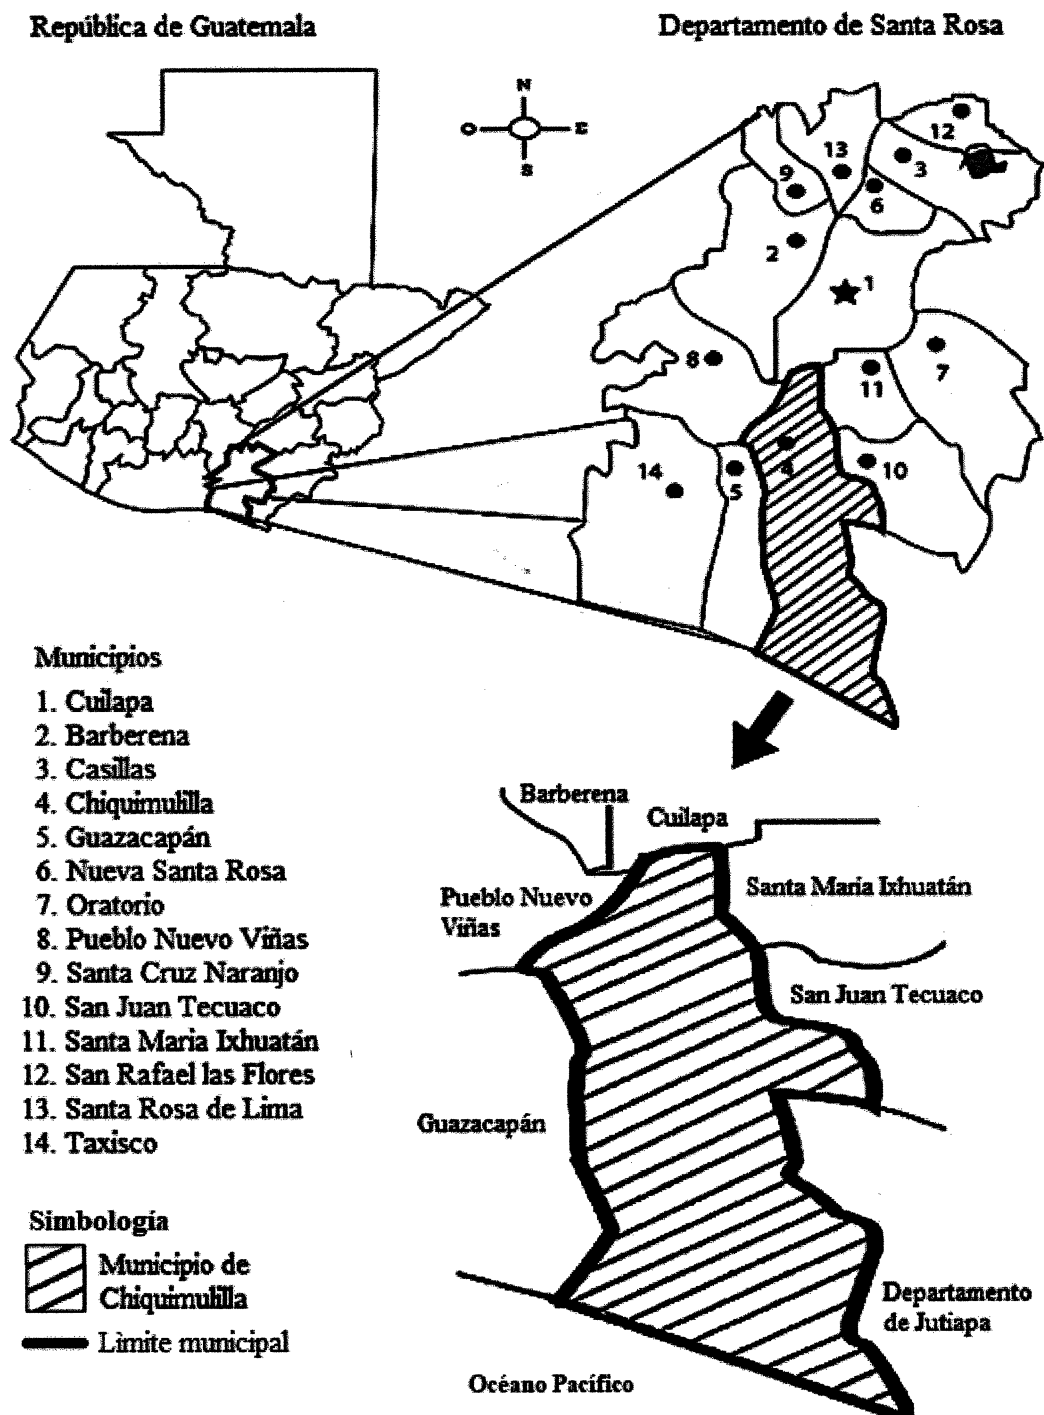 República de Guatemala
Departamento de Santa Rosa
N
O
E
S
12
13
3
9
6
2
1
8
7
11
14
5
4
10
Municipios
1. Cuilapa
2. Barberena
3. Casillas
4. Chiquimulilla
5. Guazacapán
6. Nueva Santa Rosa
7. Oratorio
8. Pueblo Nuevo Viñas
9. Santa Cruz Naranjo
10. San Juan Tecuaco
11. Santa Maria Ixhuatán
12. San Rafael las Flores
13. Santa Rosa de Lima
14. Taxisco
Simbología
Municipio de
Chiquimulilla
Lìmite municipal
Barberena
Cuilapa
Pueblo Nuevo
Viñas
Santa Maria Ixhuatán
San Juan Tecuaco
Guazacapán
Departamento
de Jutiapa
Océano Pacífico